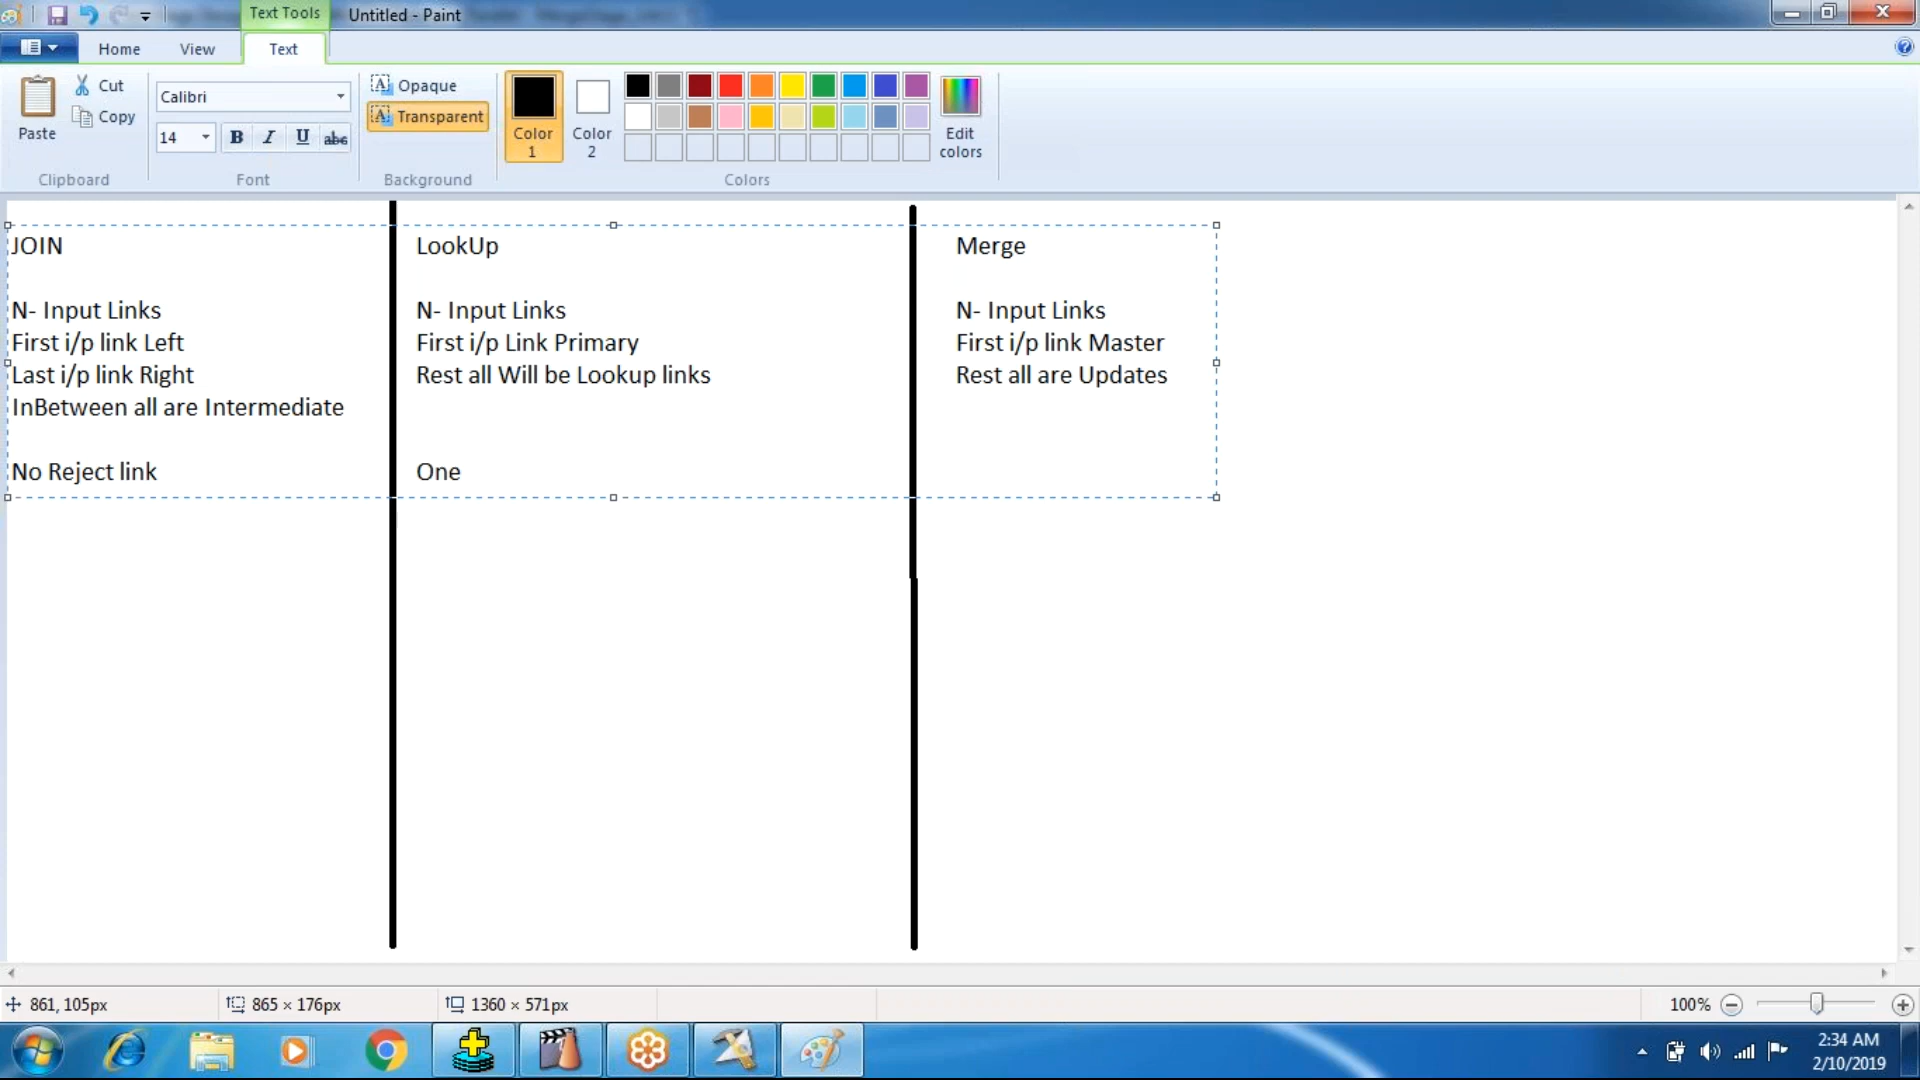 Text Tools
Untitled - Paint
Home
View
Text
Paste
Cut
Copy
Clipboard
Calibri
14
B I U abc
Font
Opaque
Transparent
Background
Color 1
Color 2
Edit colors
Colors
JOIN
N- Input Links
First i/p link Left
Last i/p link Right
InBetween all are Intermediate
No Reject link
LookUp
N- Input Links
First i/p Link Primary
Rest all Will be Lookup links
One
Merge
N- Input Links
First i/p link Master
Rest all are Updates
861, 105px
865 × 176px
1360 × 571px
100%
2:34 AM
2/10/2019